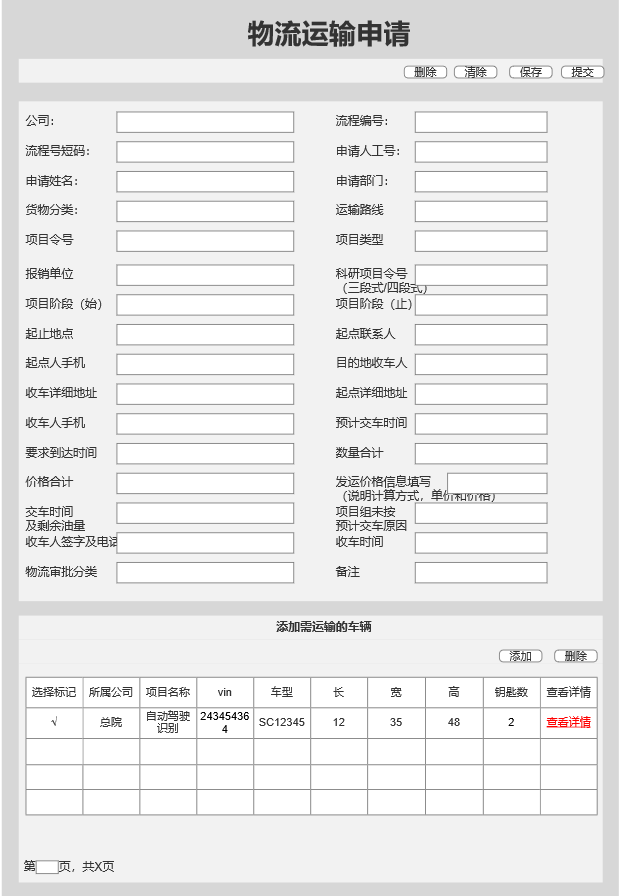 物流运输申请
删除 清除 保存 提交
公司： 流程编号：
流程号短码： 申请人工号：
申请姓名： 申请部门：
货物分类： 运输路线
项目令号 项目类型
报销单位 科研项目令号
（三段式/四段式）
项目阶段（始） 项目阶段（止）
起止地点 起点联系人
起点人手机 目的地收车人
收车详细地址 起点详细地址
收车人手机 预计交车时间
要求到达时间 数量合计
价格合计 发运价格信息填写
（说明计算方式，单价和价格）
交车时间 项目组未按
及剩余油量 预计交车原因
收车人签字及电话 收车时间
物流审批分类 备注
添加需运输的车辆
添加 删除
选择标记 所属公司 项目名称 vin 车型 长 宽 高 钥匙数 查看详情
√ 总院 自动驾驶 24345436 SC12345 12 35 48 2 查看详情
识别 4
第 页，共X页